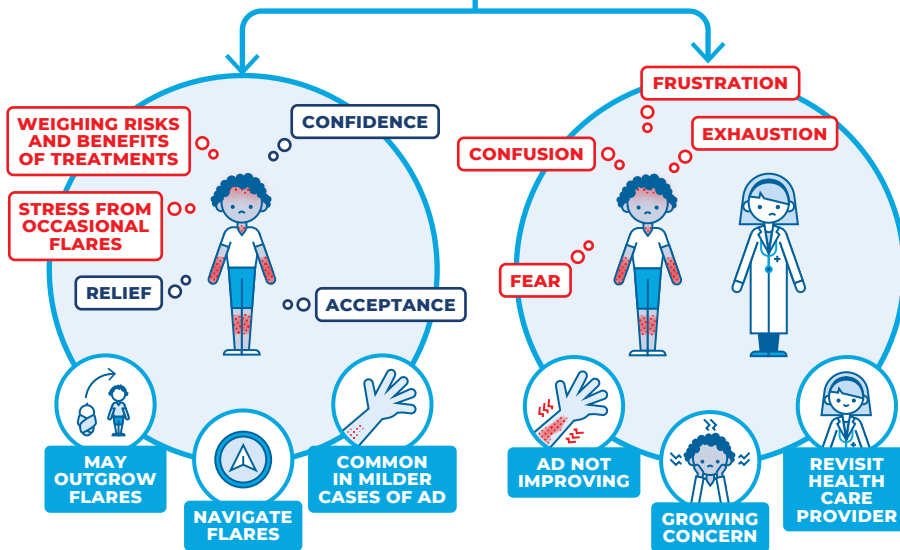 WEIGHING RISKS
AND BENEFITS
OF TREATMENTS
CONFIDENCE
STRESS FROM
OCCASIONAL
FLARES
RELIEF
ACCEPTANCE
MAY
OUTGROW
FLARES
NAVIGATE
FLARES
COMMON
IN MILDER
CASES OF AD
FRUSTRATION
CONFUSION
EXHAUSTION
FEAR
AD NOT
IMPROVING
GROWING
CONCERN
REVISIT
HEALTH
CARE
PROVIDER